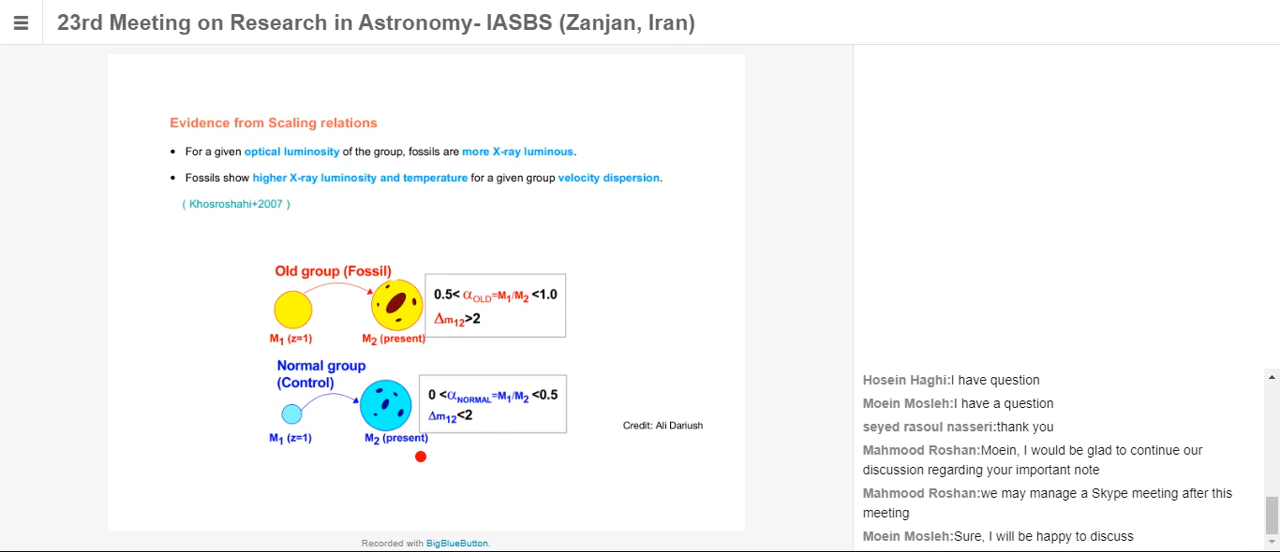 23rd Meeting on Research in Astronomy- IASBS (Zanjan, Iran)
Evidence from Scaling relations
• For a given optical luminosity of the group, fossils are more X-ray luminous.
• Fossils show higher X-ray luminosity and temperature for a given group velocity dispersion.
( Khosroshahi+2007 )
Old group (Fossil)
0.5< αOLD=M1/M2 <1.0
Δm12>2
M1 (z=1)
M2 (present)
Normal group
(Control)
0 <αNORMAL=M1/M2 <0.5
Δm12<2
M1 (z=1)
M2 (present)
Credit: Ali Dariush
Recorded with BigBlueButton.
Hosein Haghi:I have question
Moein Mosleh:I have a question
seyed rasoul nasseri:thank you
Mahmood Roshan:Moein, I would be glad to continue our
discussion regarding your important note
Mahmood Roshan:we may manage a Skype meeting after this
meeting
Moein Mosleh:Sure, I will be happy to discuss